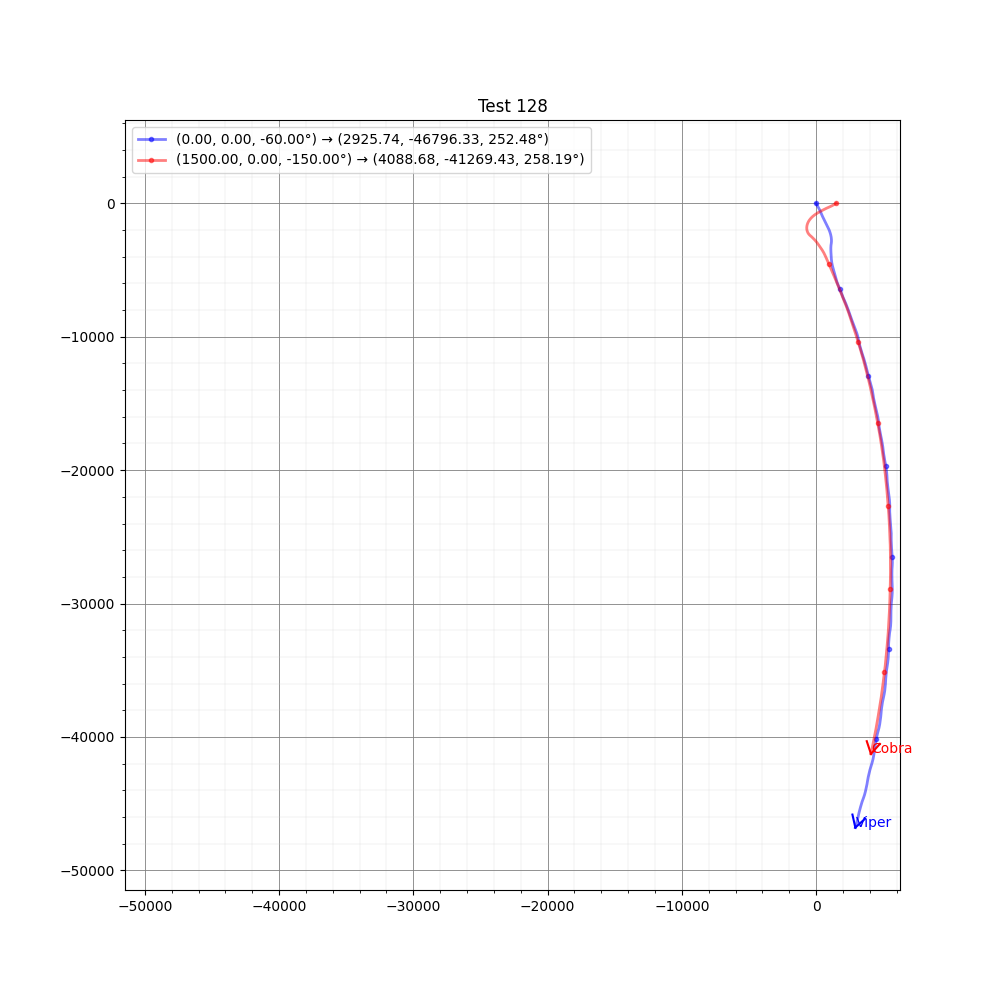 Test 128
(0.00, 0.00, -60.00°) → (2925.74, -46796.33, 252.48°)
(1500.00, 0.00, -150.00°) → (4088.68, -41269.43, 258.19°)
0
−10000
−20000
−30000
−40000
Cobra
Viper
−50000
−50000 −40000 −30000 −20000 −10000 0